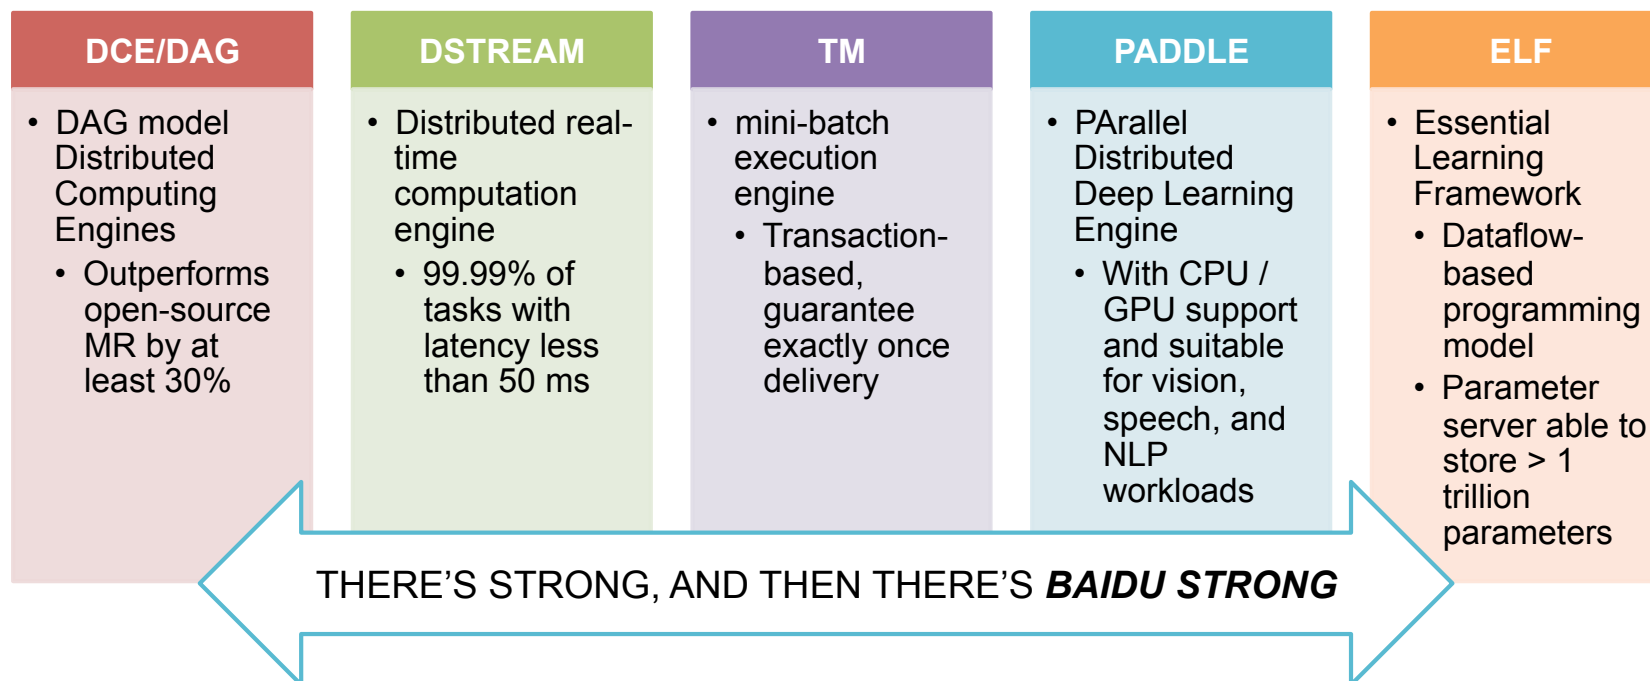 DCE/DAG
• DAG model
Distributed
Computing
Engines
• Outperforms
open-source
MR by at
least 30%
DSTREAM
• Distributed real-
time
computation
engine
• 99.99% of
tasks with
latency less
than 50 ms
TM
• mini-batch
execution
engine
• Transaction-
based,
guarantee
exactly once
delivery
PADDLE
• PArallel
Distributed
Deep Learning
Engine
• With CPU /
GPU support
and suitable
for vision,
speech, and
NLP
workloads
ELF
• Essential
Learning
Framework
• Dataflow-
based
programming
model
• Parameter
server able to
store > 1
trillion
parameters
THERE’S STRONG, AND THEN THERE’S BAIDU STRONG